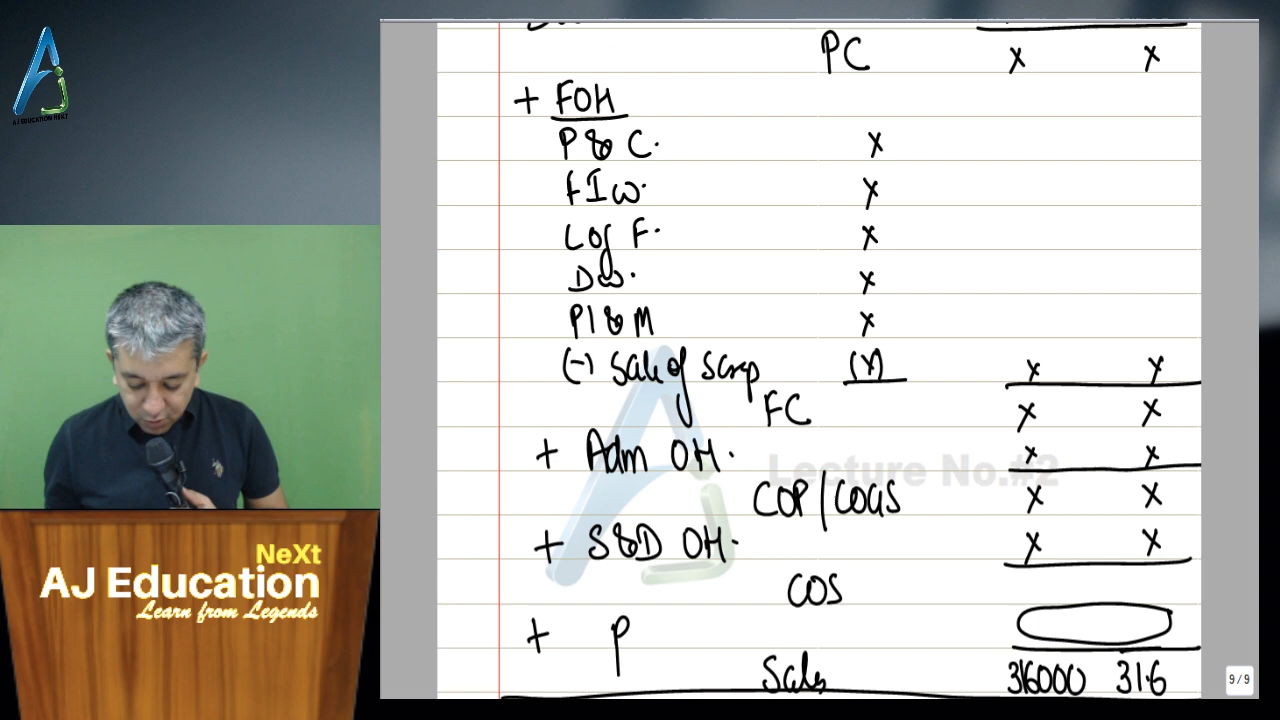 AJ EDUCATION NEXT
PC x x
+ FOH
P & C. x
FIW. x
Log F. x
DW. x
Pl & M x
(-) Sale of Scrap (x) x x
FC x x
+ Adm OH. x x
Lecture No.#2
COP/COGS x x
+ S&D OH. x x
COS
+ P
Sales 316000 316
9/9
NeXt
AJ Education
Learn from Legends